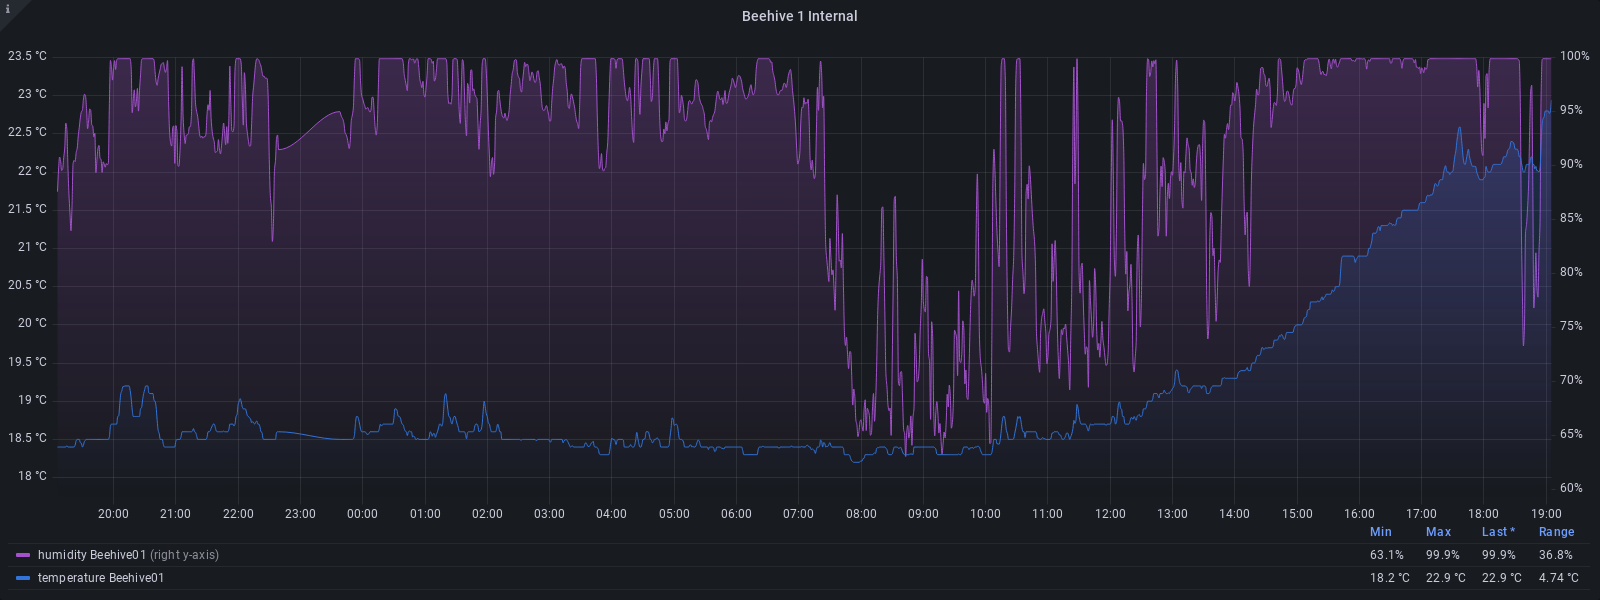 i
Beehive 1 Internal
23.5 °C 100%
23 °C 95%
22.5 °C 90%
22 °C 85%
21.5 °C 80%
21 °C 75%
20.5 °C 70%
20 °C 65%
19.5 °C 60%
19 °C
18.5 °C
18 °C
20:00 21:00 22:00 23:00 00:00 01:00 02:00 03:00 04:00 05:00 06:00 07:00 08:00 09:00 10:00 11:00 12:00 13:00 14:00 15:00 16:00 17:00 18:00 19:00
Min Max Last * Range
humidity Beehive01 (right y-axis) 63.1% 99.9% 99.9% 36.8%
temperature Beehive01 18.2 °C 22.9 °C 22.9 °C 4.74 °C